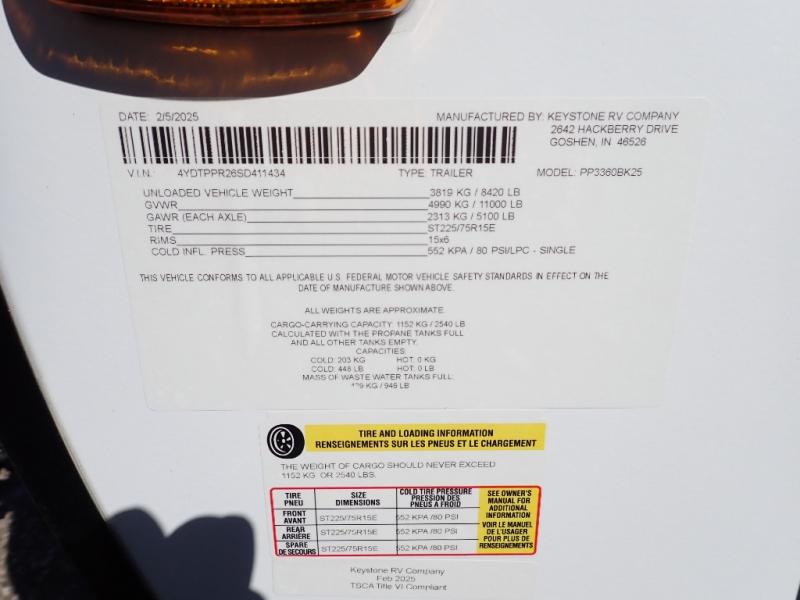 DATE: 2/5/2025 MANUFACTURED BY: KEYSTONE RV COMPANY
2642 HACKBERRY DRIVE
GOSHEN, IN 46526
V.I.N.: 4YDTPPR26SD411434 TYPE: TRAILER MODEL: PP3360BK25
UNLOADED VEHICLE WEIGHT 3819 KG / 8420 LB
GVWR 4990 KG / 11000 LB
GAWR (EACH AXLE) 2313 KG / 5100 LB
TIRE ST225/75R15E
RIMS 15x6
COLD INFL. PRESS 552 KPA / 80 PSI/LPC - SINGLE
THIS VEHICLE CONFORMS TO ALL APPLICABLE U.S. FEDERAL MOTOR VEHICLE SAFETY STANDARDS IN EFFECT ON THE
DATE OF MANUFACTURE SHOWN ABOVE.
ALL WEIGHTS ARE APPROXIMATE.
CARGO-CARRYING CAPACITY: 1152 KG / 2540 LB
CALCULATED WITH THE PROPANE TANKS FULL
AND ALL OTHER TANKS EMPTY.
CAPACITIES:
COLD: 203 KG HOT: 0 KG
COLD: 448 LB HOT: 0 LB
MASS OF WASTE WATER TANKS FULL:
KG / 946 LB
TIRE AND LOADING INFORMATION
RENSEIGNEMENTS SUR LES PNEUS ET LE CHARGEMENT
THE WEIGHT OF CARGO SHOULD NEVER EXCEED
1152 KG. OR 2540 LBS.
TIRE
PNEU
SIZE
DIMENSIONS
COLD TIRE PRESSURE
PRESSION DES
PNEUS A FROID
FRONT
AVANT
ST225/75R15E
552 KPA /80 PSI
REAR
ARRIÈRE
ST225/75R15E
552 KPA /80 PSI
SPARE
DE SECOURS
ST225/75R15E
552 KPA /80 PSI
SEE OWNER'S
MANUAL FOR
ADDITIONAL
INFORMATION
VOIR LE MANUEL
DE L'USAGER
POUR PLUS DE
RENSEIGNEMENTS
Keystone RV Company
Feb 2025
TSCA Title VI Compliant